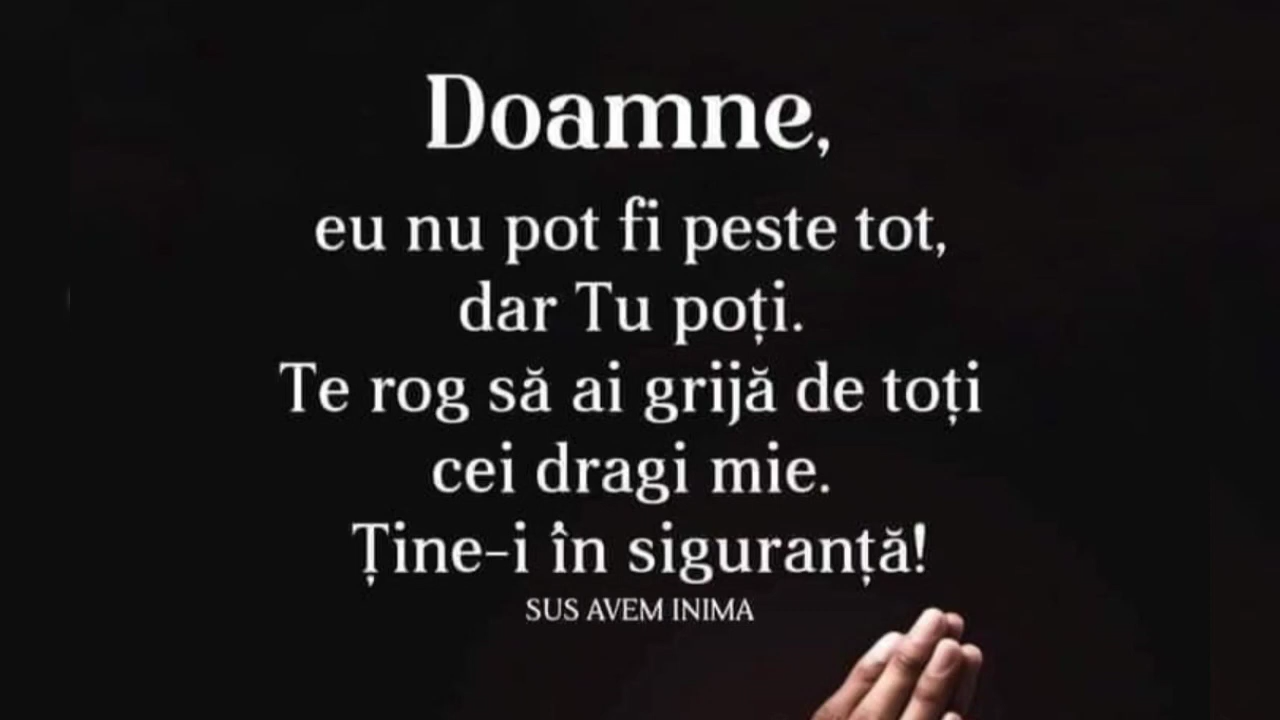 Doamne,
eu nu pot fi peste tot,
dar Tu poți.
Te rog să ai grijă de toți
cei dragi mie.
Ține-i în siguranță!
SUS AVEM INIMA